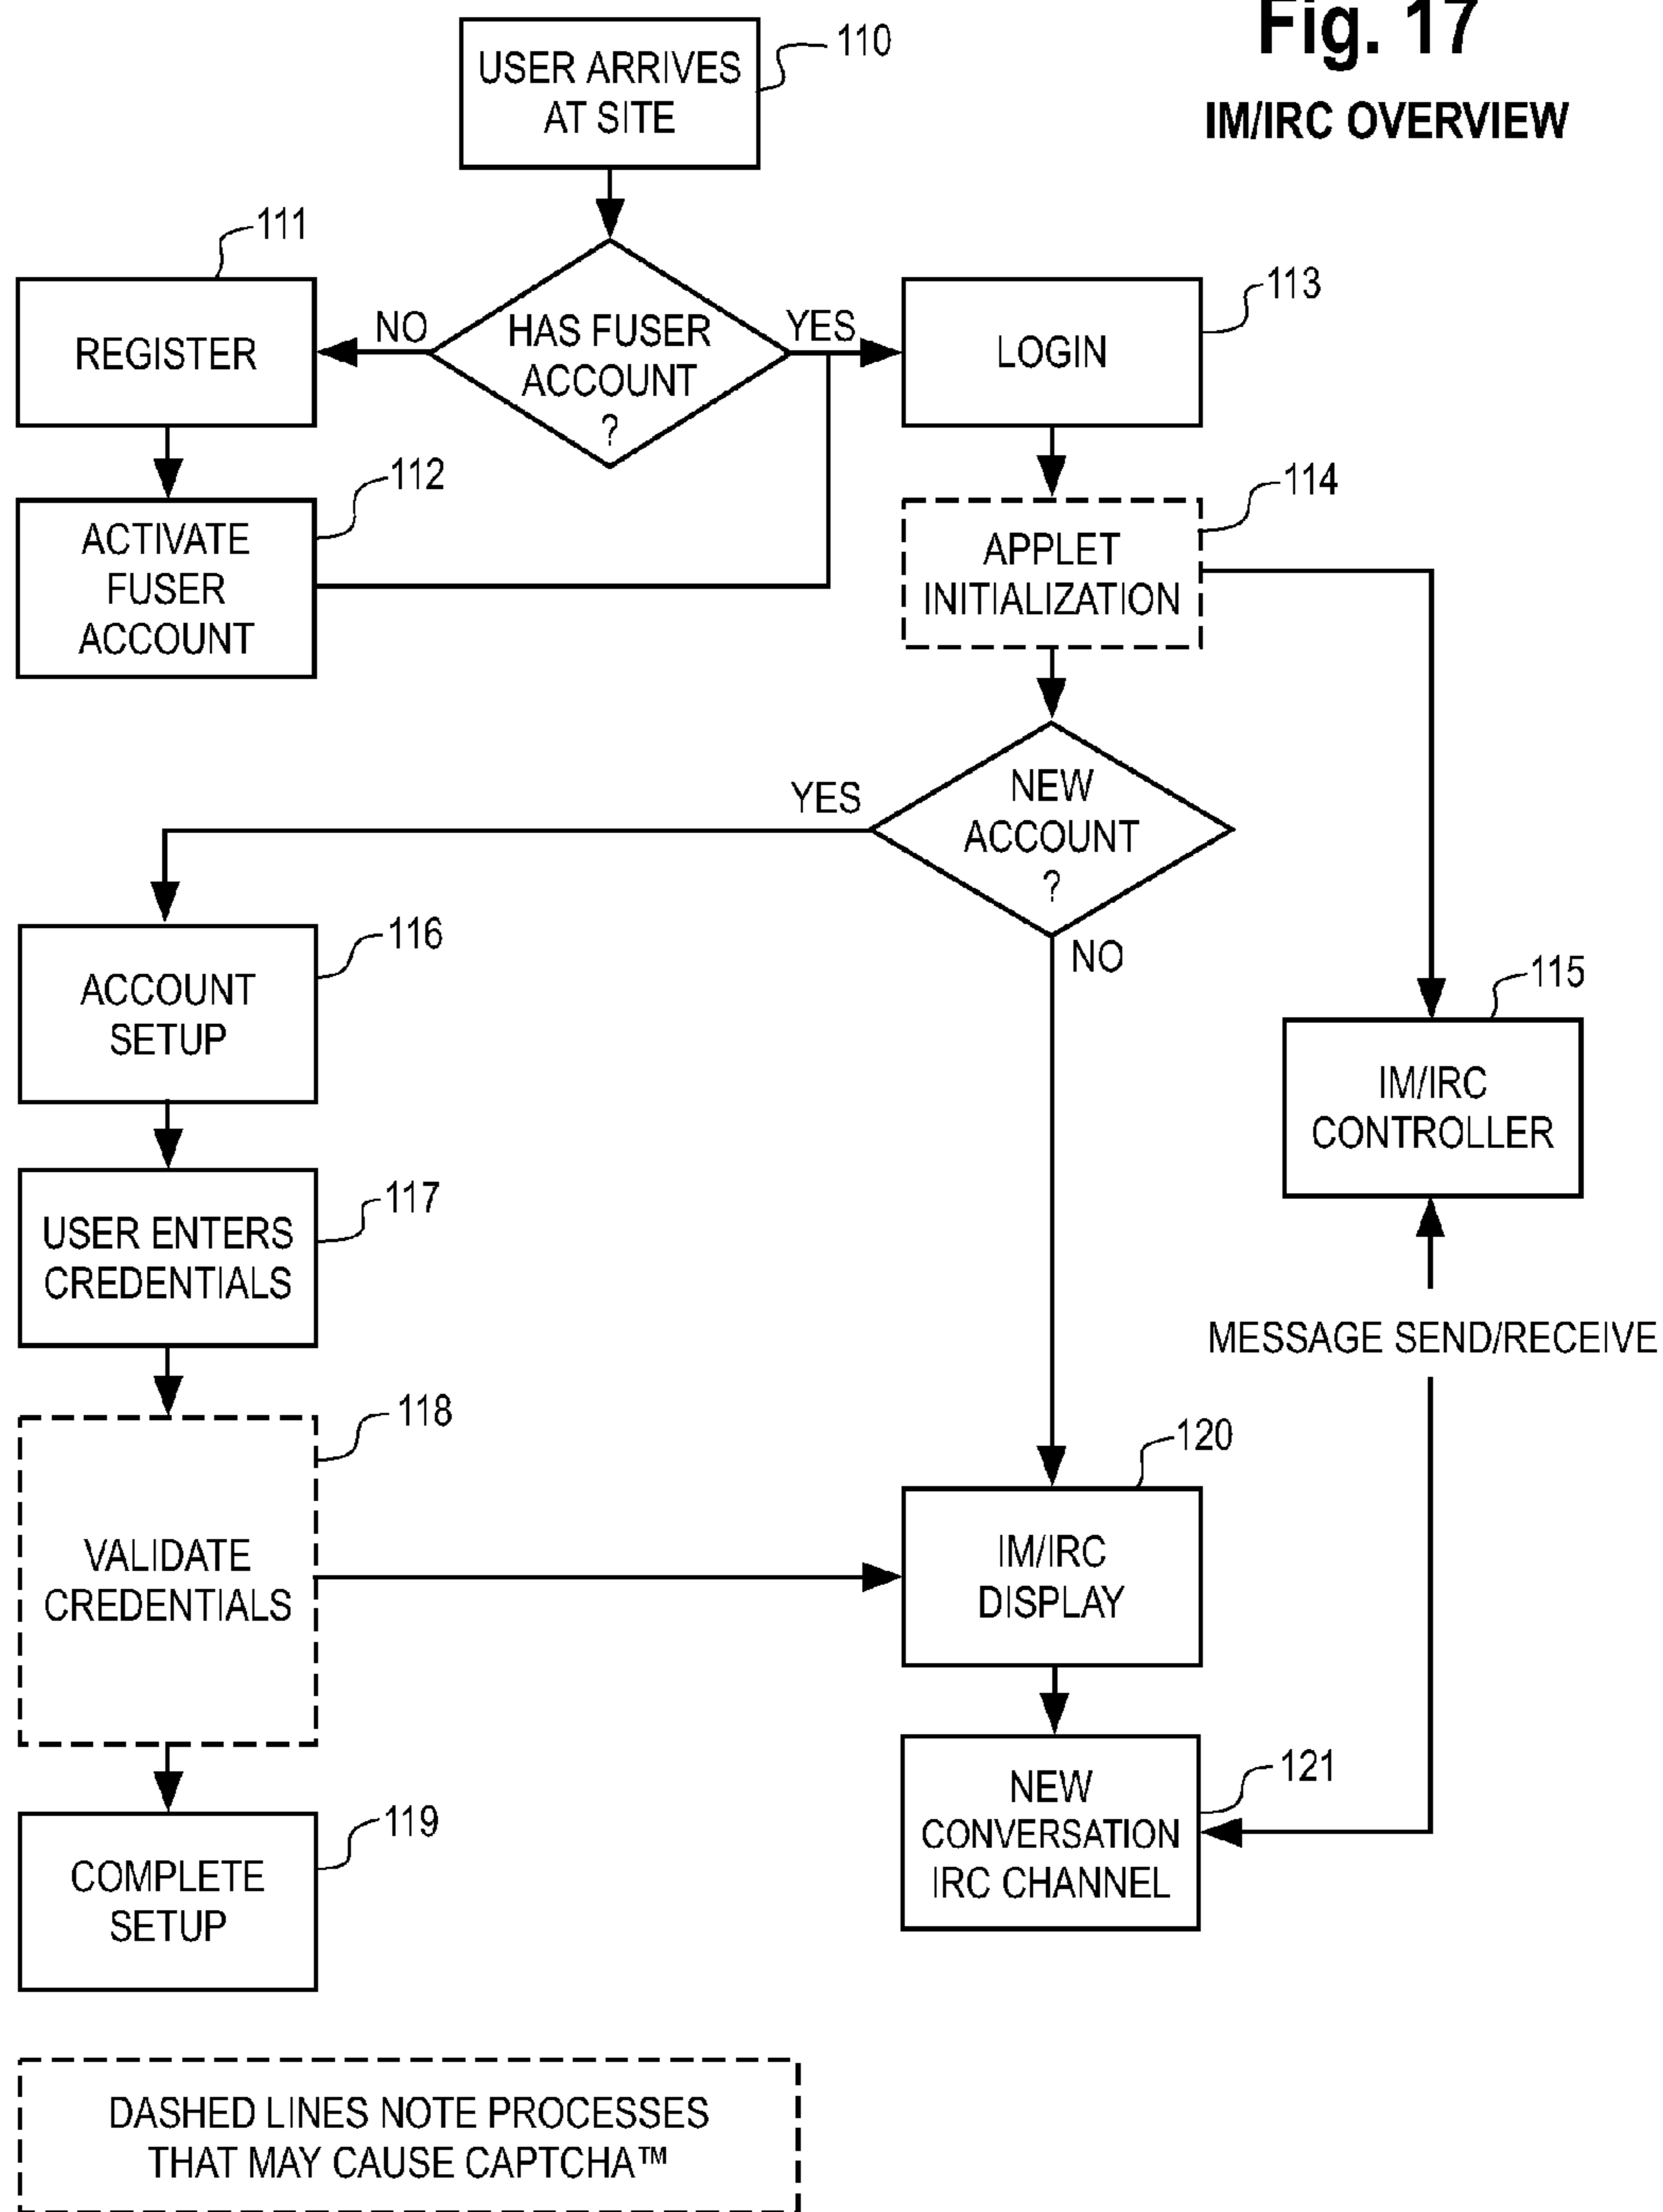 Fig. 17
IM/IRC OVERVIEW
USER ARRIVES
AT SITE
110
111
REGISTER
NO
HAS FUSER
ACCOUNT
?
YES
LOGIN
113
112
ACTIVATE
FUSER
ACCOUNT
APPLET
INITIALIZATION
114
YES
NEW
ACCOUNT
?
NO
116
ACCOUNT
SETUP
115
IM/IRC
CONTROLLER
117
USER ENTERS
CREDENTIALS
MESSAGE SEND/RECEIVE
118
VALIDATE
CREDENTIALS
120
IM/IRC
DISPLAY
121
NEW
CONVERSATION
IRC CHANNEL
119
COMPLETE
SETUP
DASHED LINES NOTE PROCESSES
THAT MAY CAUSE CAPTCHA™